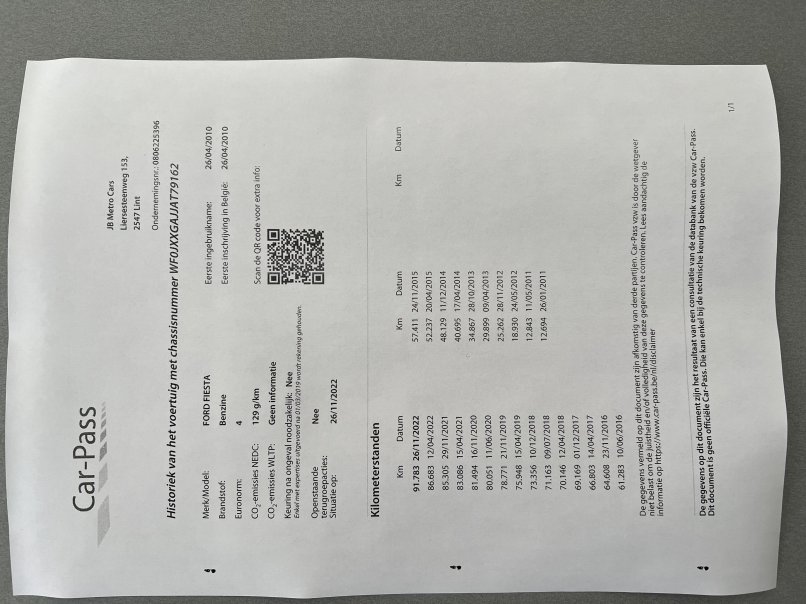 Car-Pass
JB Metro Cars
Liersesteenweg 153,
2547 Lint
Ondernemingsnr.: 0806225396
Historiek van het voertuig met chassisnummer WF0JXXGAJJAT79162
Merk/Model: FORD FIESTA
Brandstof: Benzine
Euronorm: 4
CO₂-emissies NEDC: 129 g/km
CO₂-emissies WLTP: Geen informatie
Keuring na ongeval noodzakelijk: Nee
Enkel met expertises uitgevoerd na 01/03/2019 wordt rekening gehouden.
Openstaande Nee
terugroepacties:
Situatie op: 26/11/2022
Eerste ingebruikname: 26/04/2010
Eerste inschrijving in België: 26/04/2010
Scan de QR code voor extra info:
Kilometerstanden
Km Datum
91.783 26/11/2022
86.683 12/04/2022
85.305 29/11/2021
83.086 15/04/2021
81.494 16/11/2020
80.051 11/06/2020
78.771 21/11/2019
75.948 15/04/2019
73.356 10/12/2018
71.163 09/07/2018
70.146 12/04/2018
69.169 01/12/2017
66.803 14/04/2017
64.608 23/11/2016
61.283 10/06/2016
Km Datum
57.411 24/11/2015
52.237 20/04/2015
48.129 11/12/2014
40.695 17/04/2014
34.867 28/10/2013
29.899 09/04/2013
25.262 28/11/2012
18.930 24/05/2012
12.843 11/05/2011
12.694 26/01/2011
Km Datum
De gegevens vermeld op dit document zijn afkomstig van derde partijen. Car-Pass vzw is door de wetgever
niet belast om de juistheid en/of volledigheid van deze gegevens te controleren. Lees aandachtig de
informatie op https://www.car-pass.be/nl/disclaimer
De gegevens op dit document zijn het resultaat van een consultatie van de databank van de vzw Car-Pass.
Dit document is geen officiële Car-Pass. Die kan enkel bij de technische keuring bekomen worden.
1/1